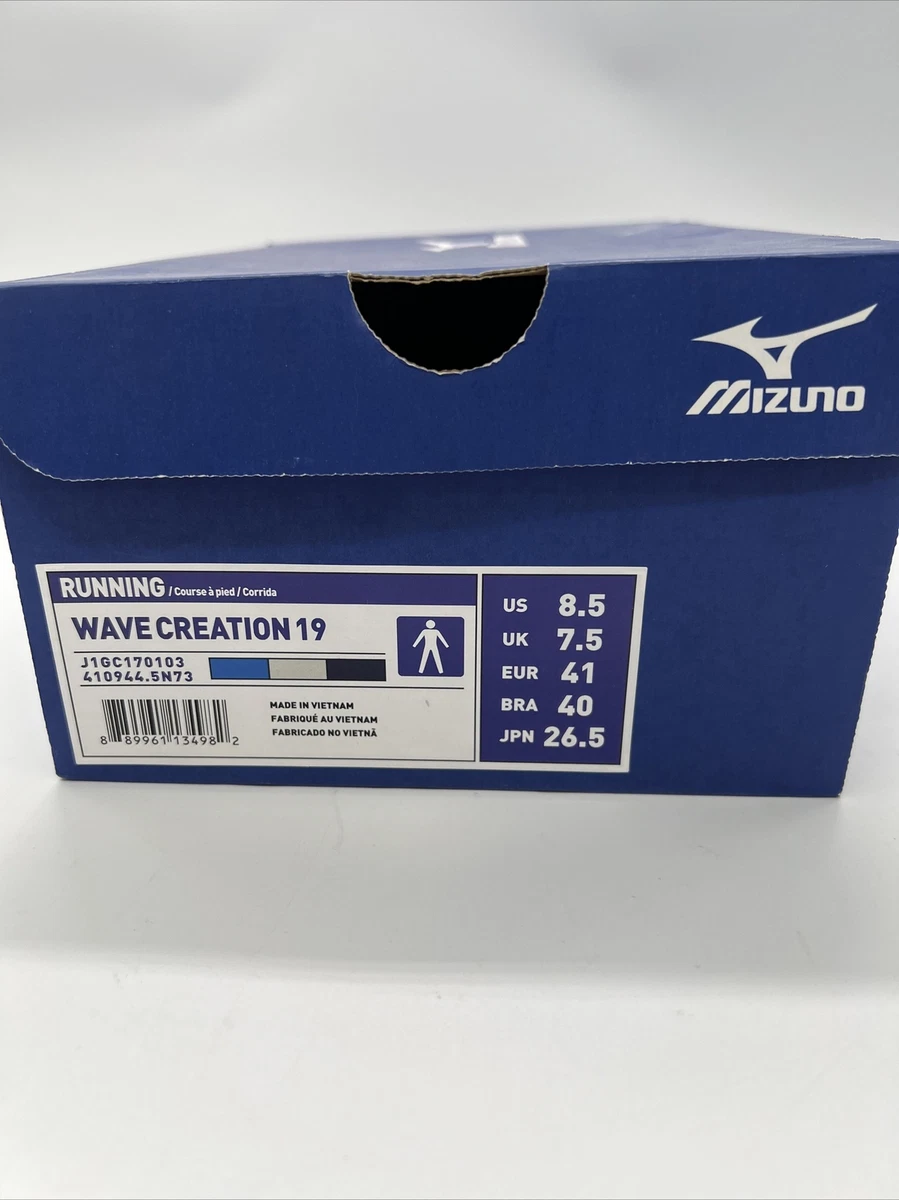 MIZUNO
RUNNING / Course à pied / Corrida
WAVE CREATION 19
J1GC170103
410944.5N73
8 89961 13498 2
MADE IN VIETNAM
FABRIQUÉ AU VIETNAM
FABRICADO NO VIETNÃ
US 8.5
UK 7.5
EUR 41
BRA 40
JPN 26.5